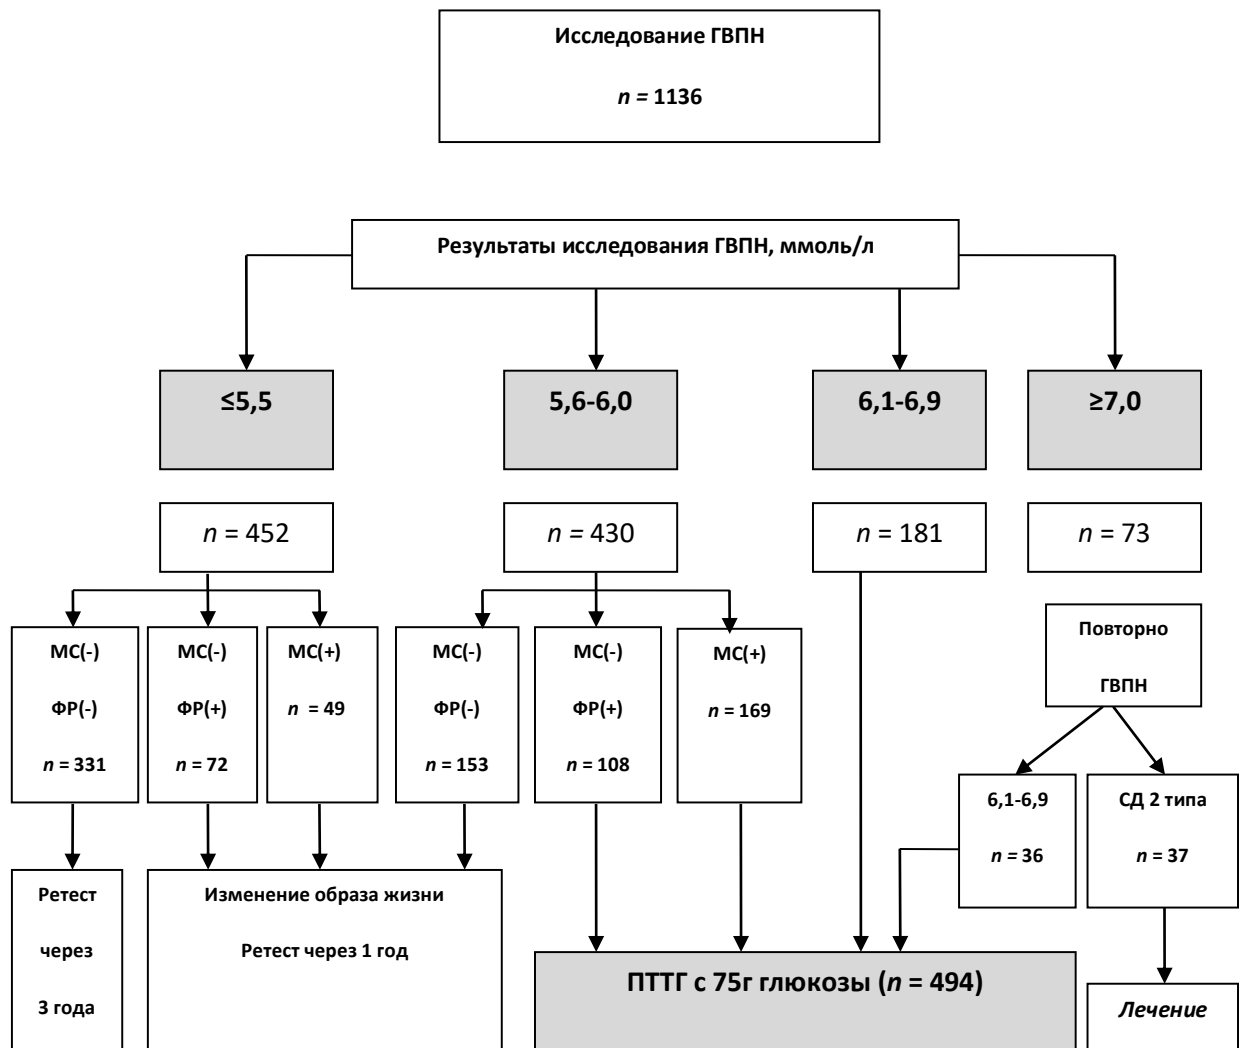 Исследование ГВПН
n = 1136
Результаты исследования ГВПН, ммоль/л
≤5,5
5,6-6,0
6,1-6,9
≥7,0
n = 452
n = 430
n = 181
n = 73
МС(-)
ФР(-)
n = 331
МС(-)
ФР(+)
n = 72
МС(+)
n = 49
МС(-)
ФР(-)
n = 153
МС(-)
ФР(+)
n = 108
МС(+)
n = 169
Повторно
ГВПН
6,1-6,9
n = 36
СД 2 типа
n = 37
Ретест
через
3 года
Изменение образа жизни
Ретест через 1 год
ПТТГ с 75г глюкозы (n = 494)
Лечение